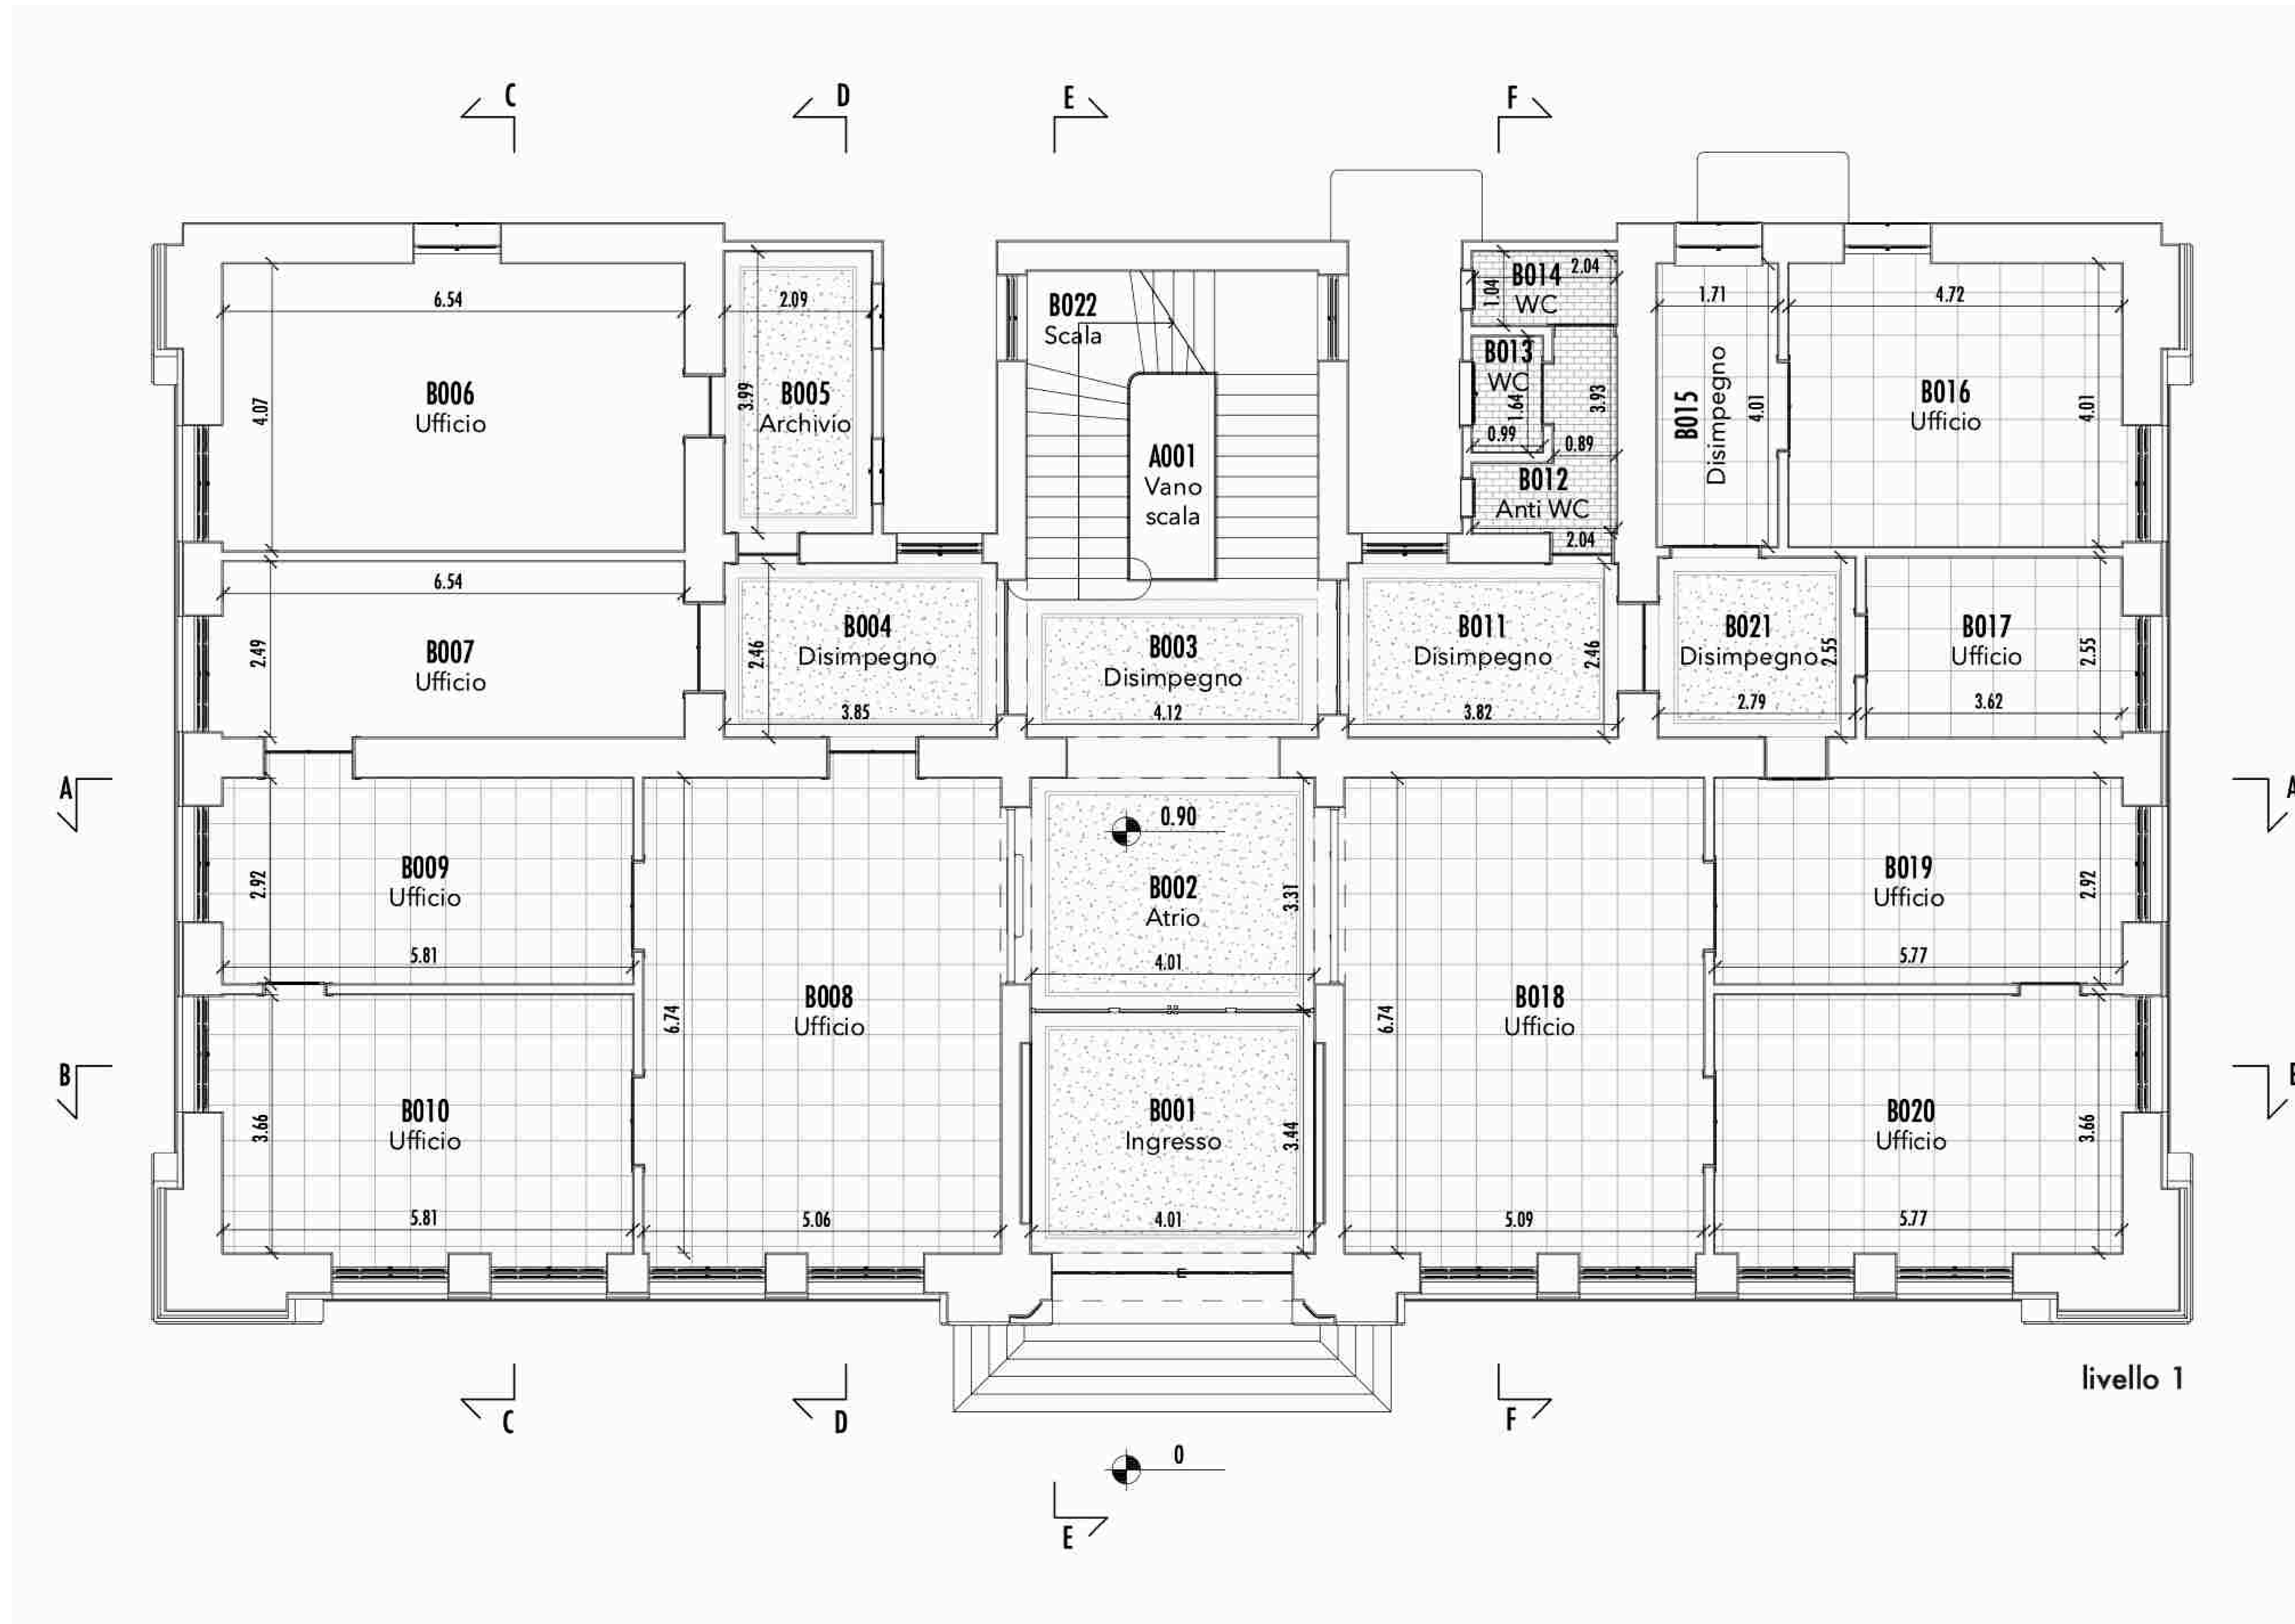 C
D
E
F
B014
2.04
WC
1.04
B022
Scala
6.54
2.09
1.71
4.72
B013
WC
1.64
0.99
0.89
3.93
B006
Ufficio
4.07
B005
Archivio
3.99
A001
Vano
scala
B012
Anti WC
2.04
B015
Disimpegno
4.01
B016
Ufficio
4.01
6.54
B007
Ufficio
2.49
B004
Disimpegno
2.46
3.85
B003
Disimpegno
4.12
B011
Disimpegno
2.46
3.82
B021
Disimpegno
2.55
2.79
B017
Ufficio
2.55
3.62
A
A
0.90
B009
Ufficio
2.92
5.81
B002
Atrio
3.31
4.01
B019
Ufficio
2.92
5.77
B008
Ufficio
6.74
5.06
B018
Ufficio
6.74
5.09
B
B
B010
Ufficio
3.66
5.81
B001
Ingresso
3.44
4.01
B020
Ufficio
3.66
5.77
livello 1
C
D
F
0
E